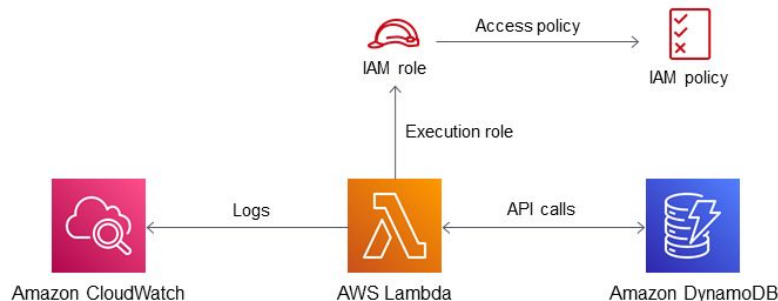 Access policy
IAM role
IAM policy
Execution role
Logs
API calls
Amazon CloudWatch
AWS Lambda
Amazon DynamoDB